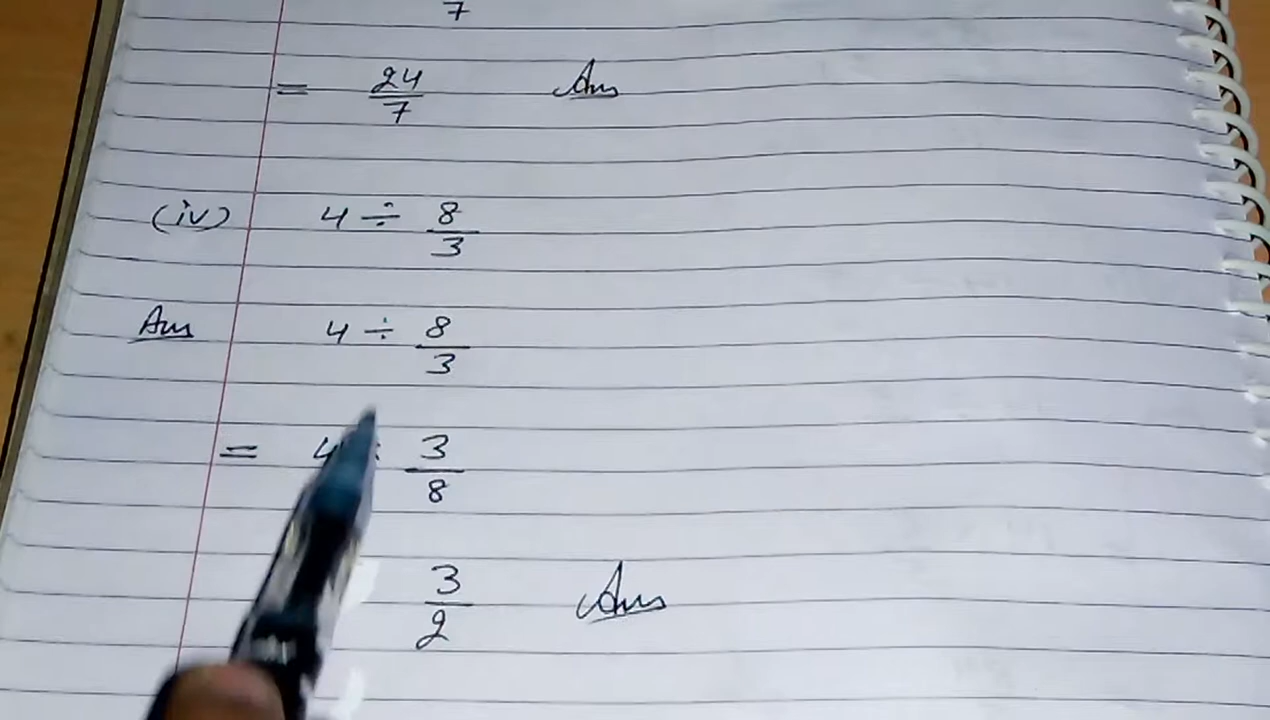 7
= 24/7 Ans
(iv) 4 ÷ 8/3
Ans 4 ÷ 8/3
= 4 3/8
3/2 Ans